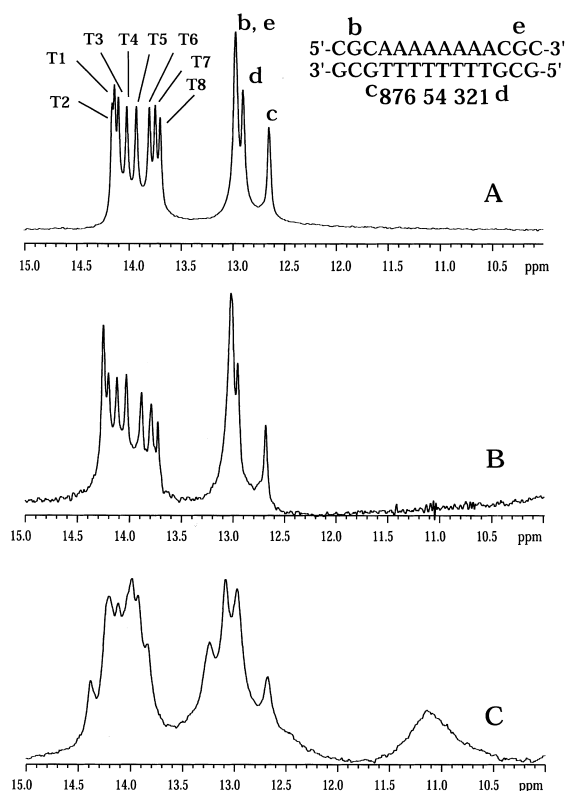 b e
5'-CGCAAAAAAAACGC-3'
3'-GCGTTTTTTTTGCG-5'
c 876 54 321 d
b, e
T3 T4 T5 T6
T1 T7
d
T2 T8
c
A
15.0 14.5 14.0 13.5 13.0 12.5 12.0 11.5 11.0 10.5 ppm
B
15.0 14.5 14.0 13.5 13.0 12.5 12.0 11.5 11.0 10.5 ppm
C
15.0 14.5 14.0 13.5 13.0 12.5 12.0 11.5 11.0 10.5 ppm